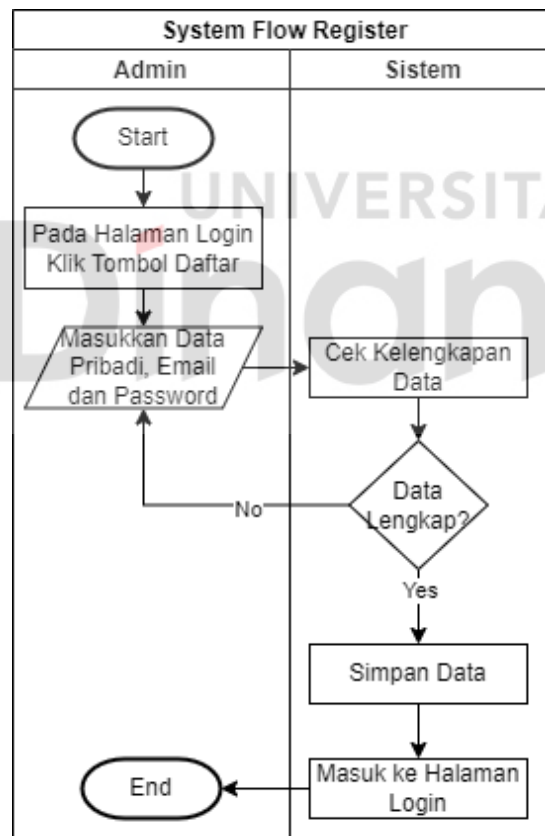 System Flow Register
Admin
Sistem
Start
UNIVERSITA
Dinam
Pada Halaman Login
Klik Tombol Daftar
Masukkan Data
Pribadi, Email
dan Password
Cek Kelengkapan
Data
Data
Lengkap?
No
Yes
Simpan Data
Masuk ke Halaman
Login
End